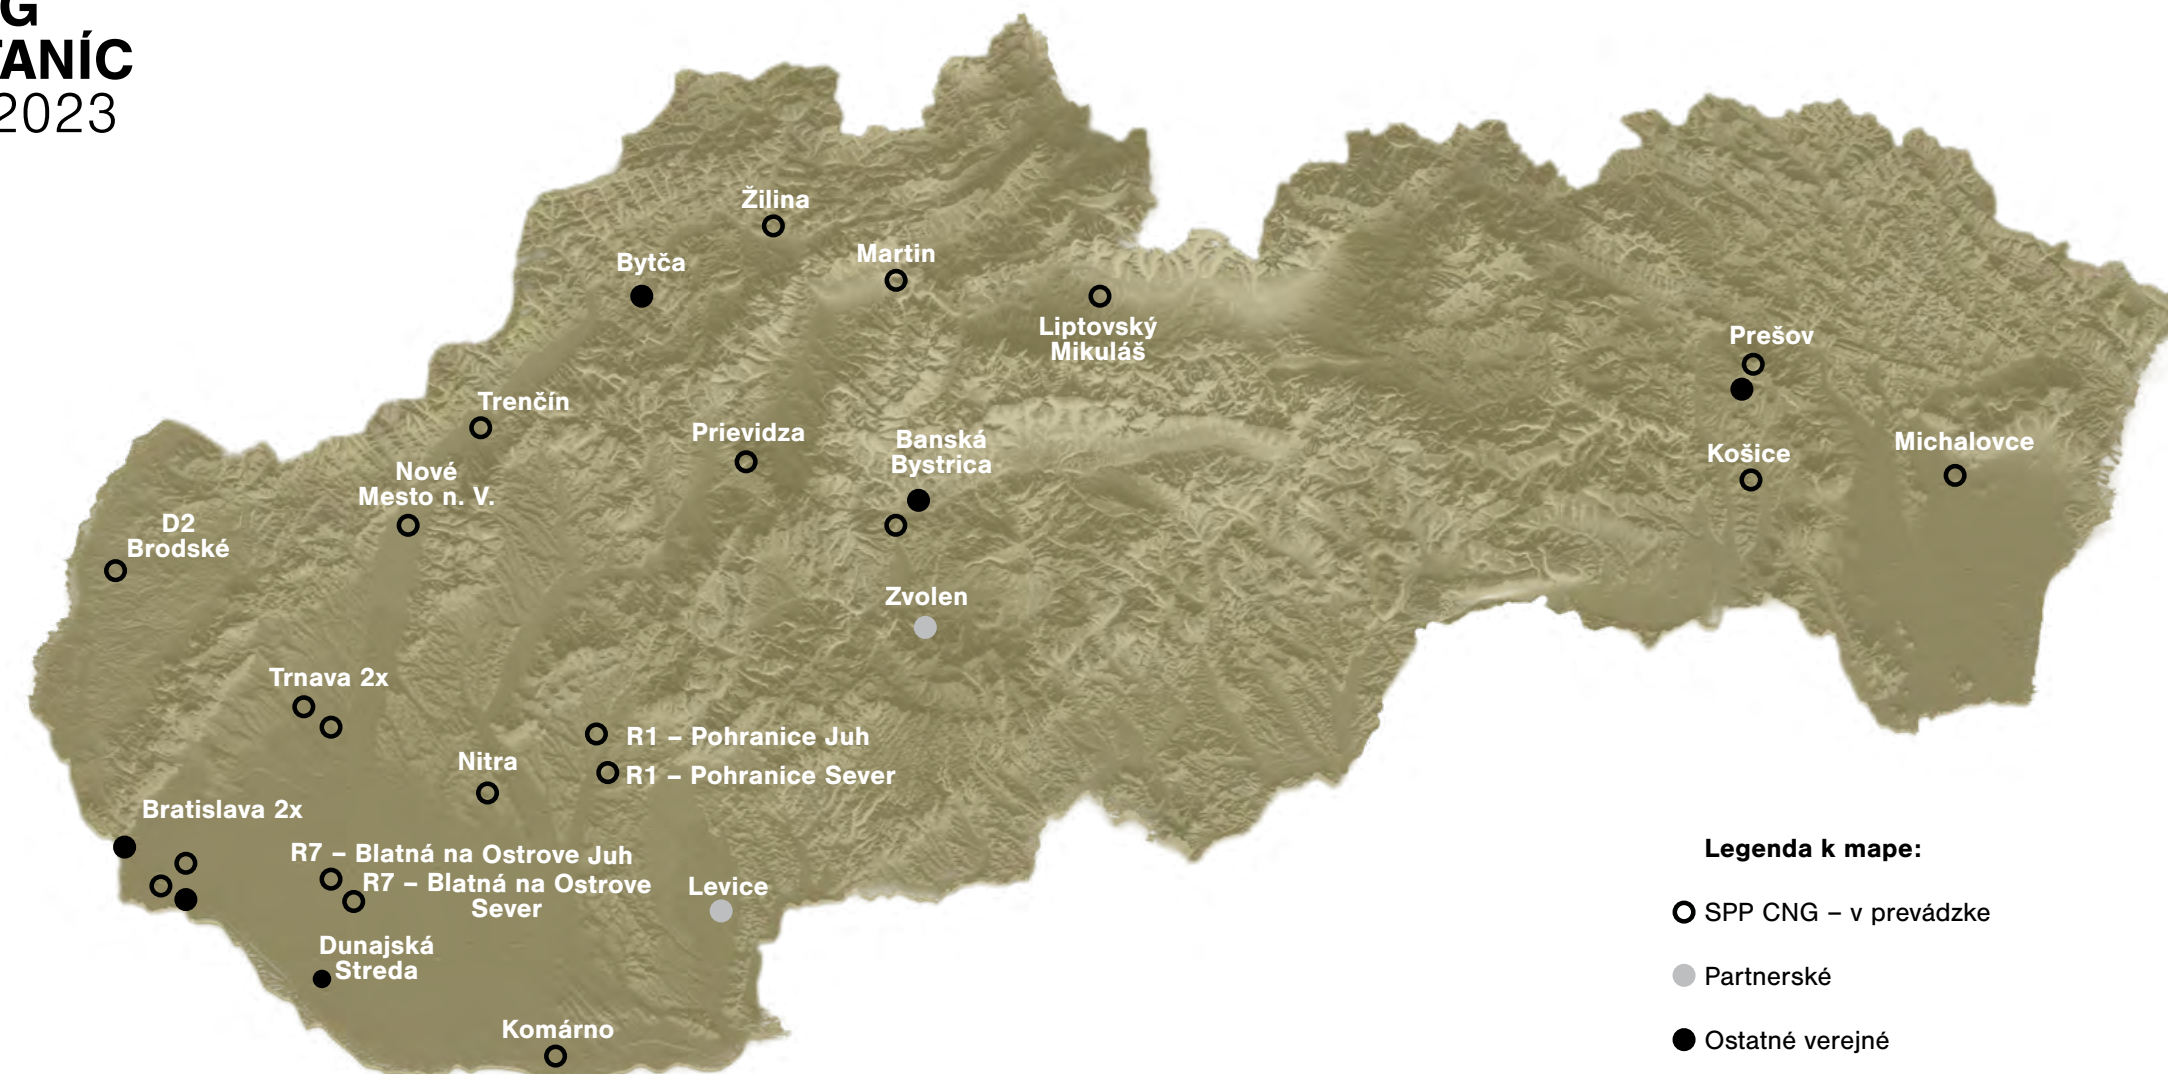 G
TANÍC
2023
Žilina
Martin
Bytča
Liptovský
Mikuláš
Prešov
Trenčín
Prievidza
Banská
Bystrica
Michalovce
Košice
Nové
Mesto n. V.
D2
Brodské
Zvolen
Trnava 2x
R1 – Pohranice Juh
Nitra
R1 – Pohranice Sever
Bratislava 2x
R7 – Blatná na Ostrove Juh
R7 – Blatná na Ostrove
Sever
Levice
Dunajská
Streda
Komárno
Legenda k mape:
SPP CNG – v prevádzke
Partnerské
Ostatné verejné